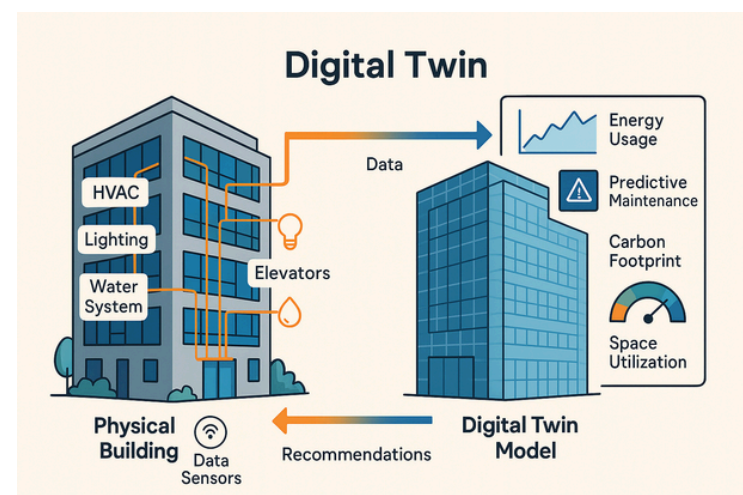 Digital Twin
HVAC
Lighting
Water
System
Elevators
Data
Energy
Usage
Predictive
Maintenance
Carbon
Footprint
Space
Utilization
Physical
Building
Data
Sensors
Recommendations
Digital Twin
Model